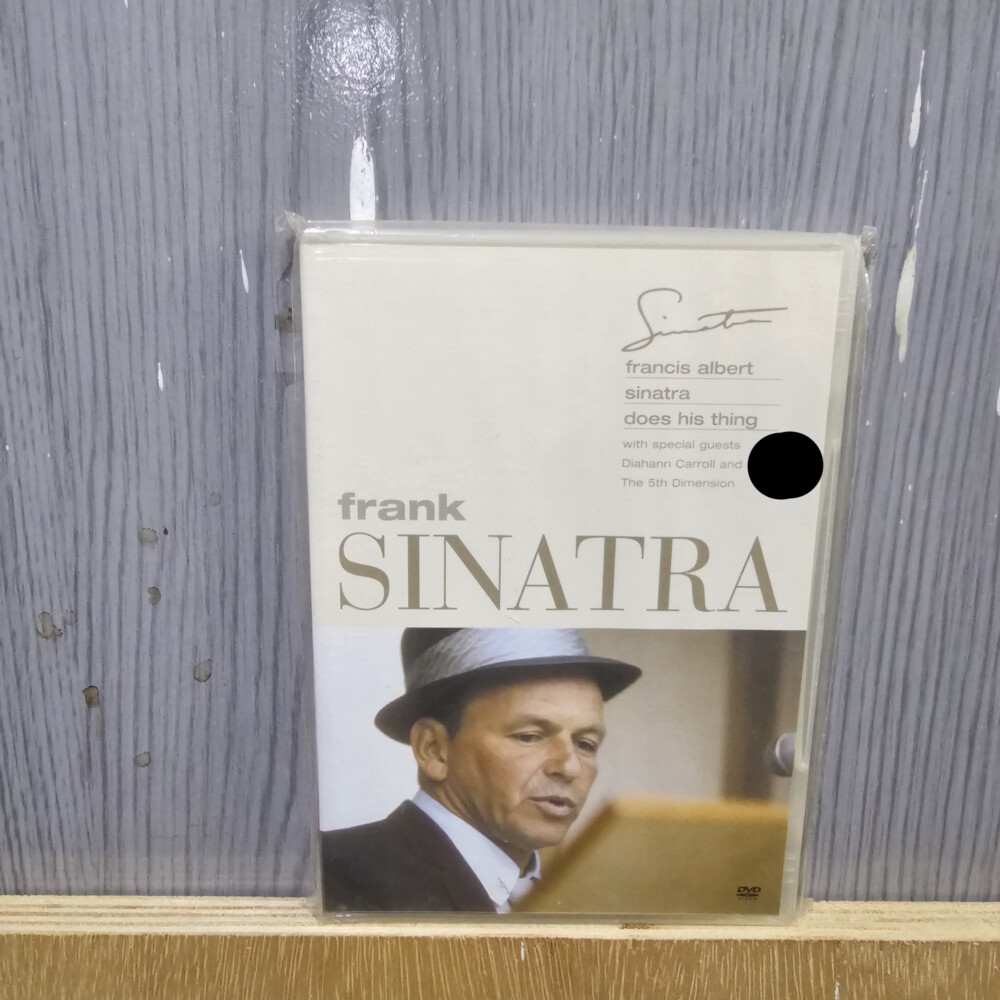 Sinatra
francis albert
sinatra
does his thing
with special guests
Diahann Carroll and
The 5th Dimension
frank
SINATRA
DVD
VIDEO